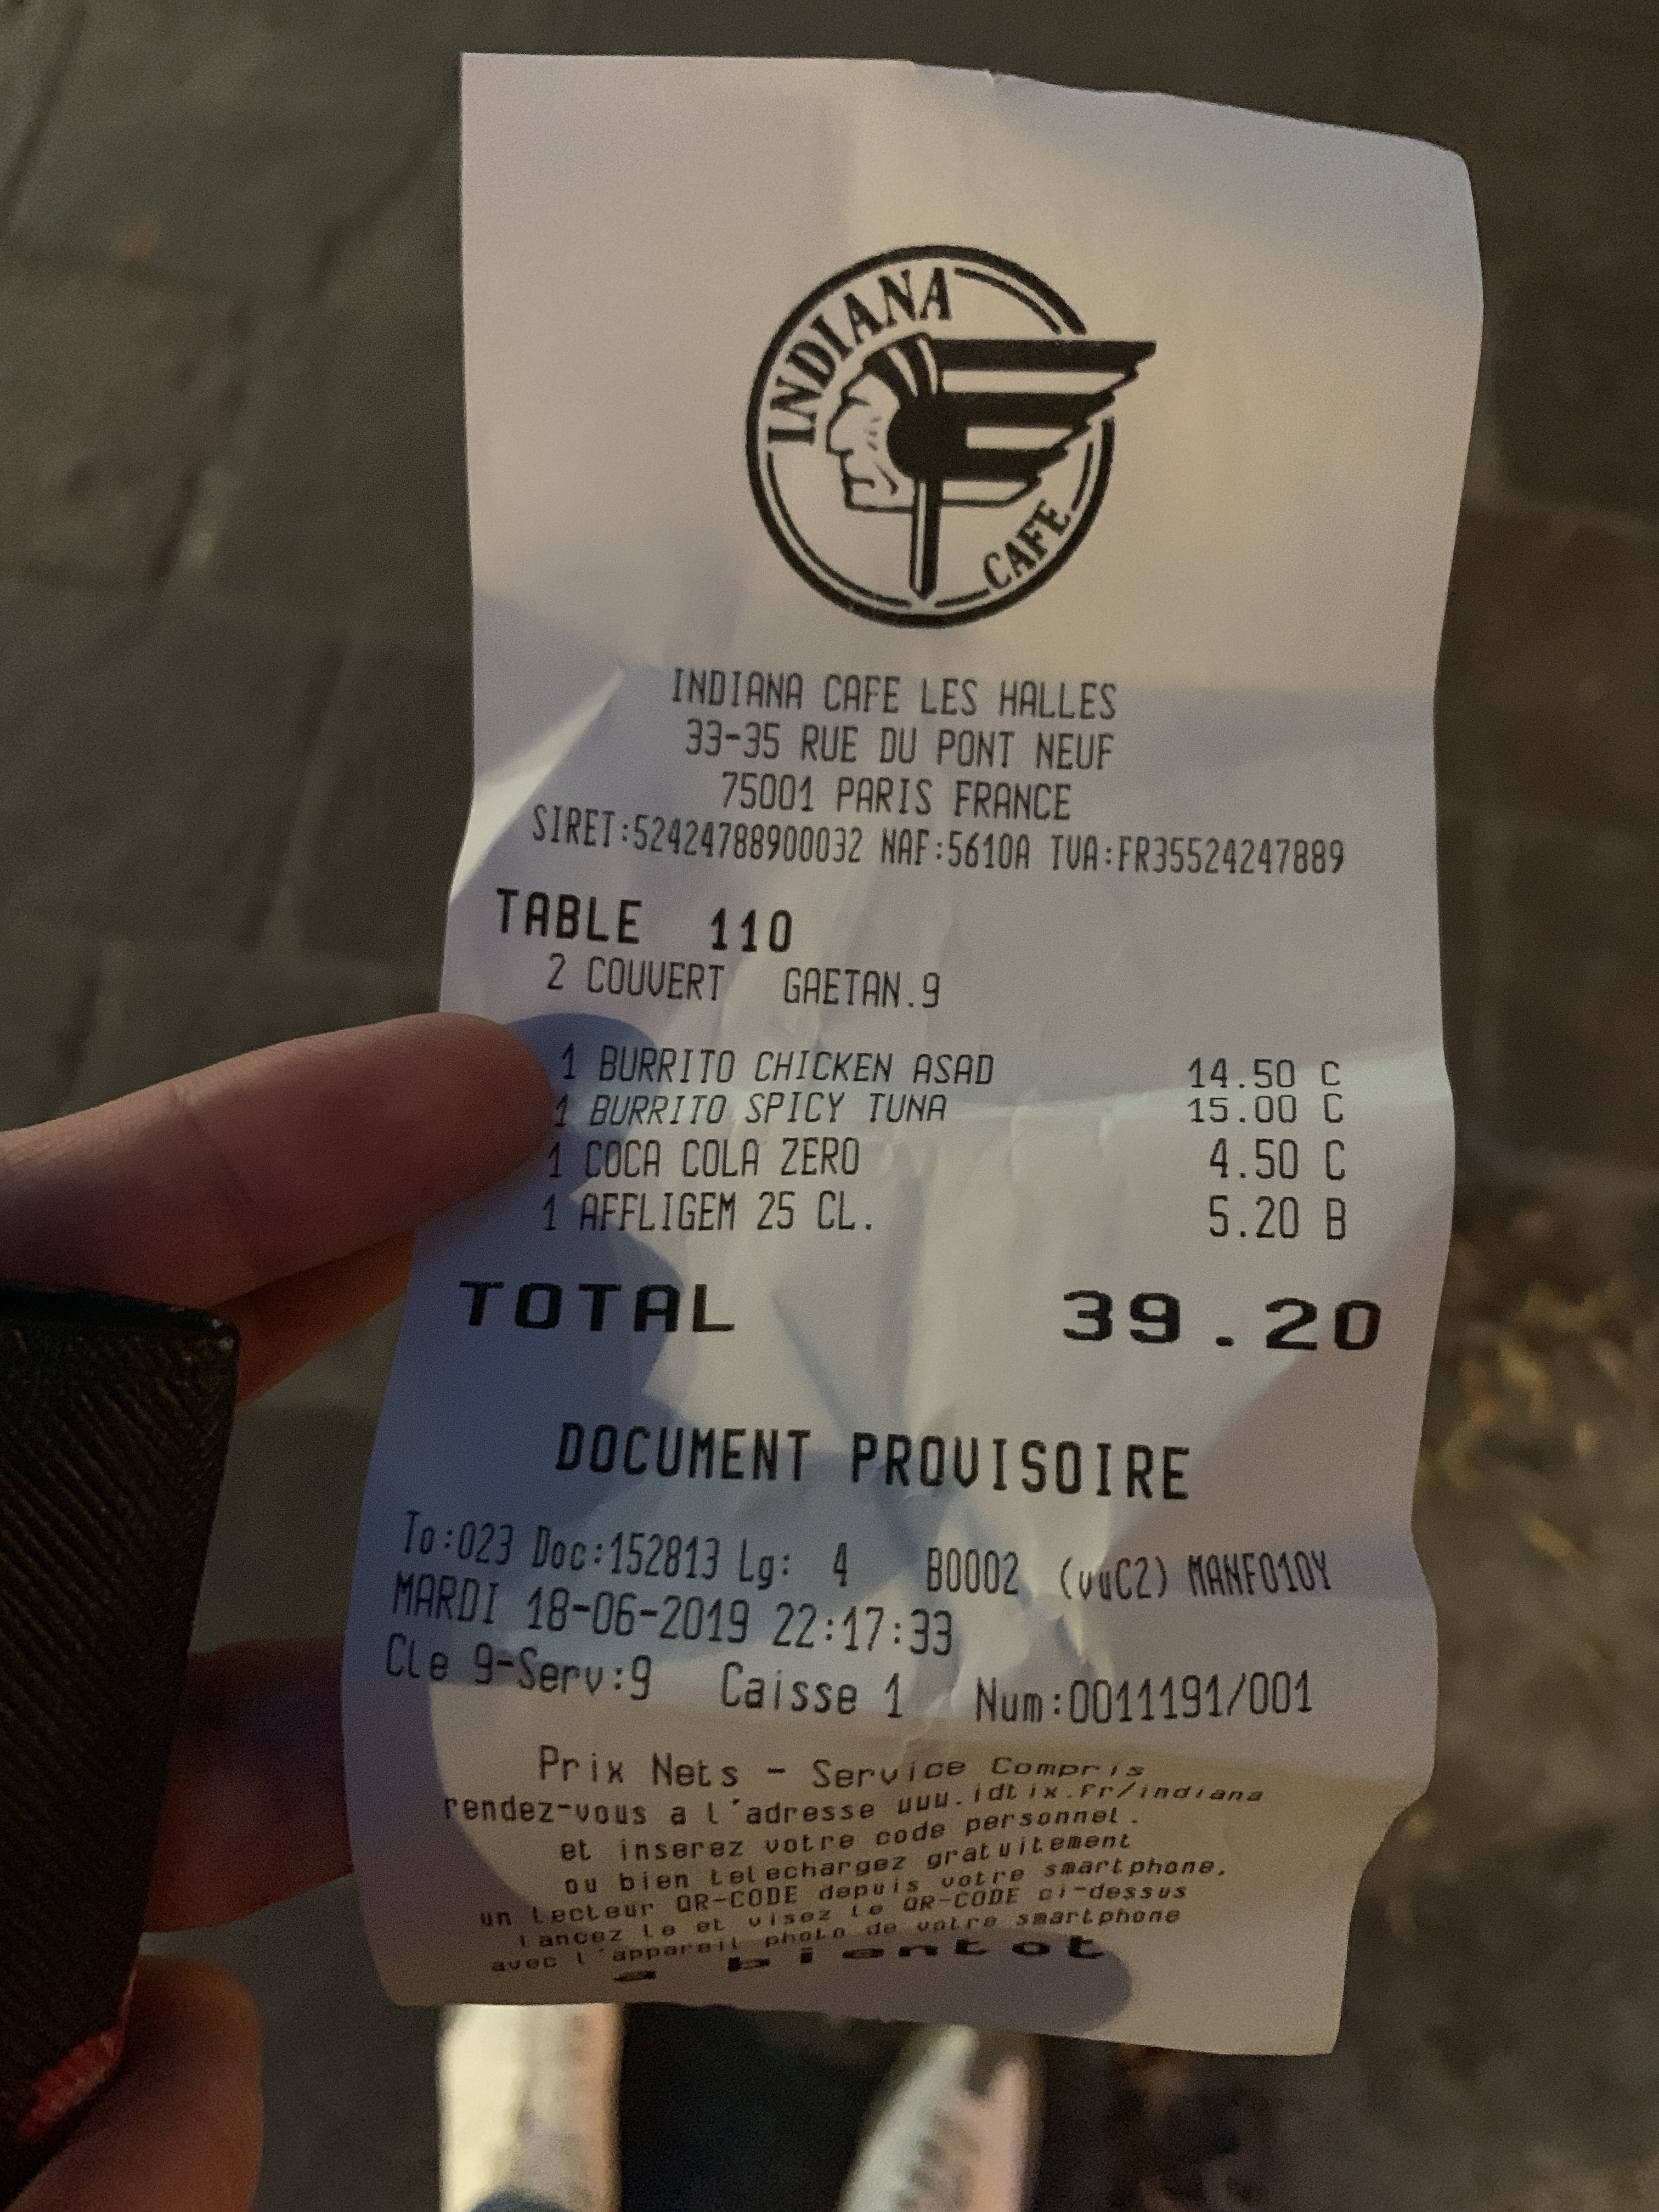 INDIANA
CAFE
INDIANA CAFE LES HALLES
33-35 RUE DU PONT NEUF
75001 PARIS FRANCE
SIRET:52424788900032 NAF:5610A TVA:FR35524247889
TABLE 110
2 COUVERT GAETAN.9
1 BURRITO CHICKEN ASAD 14.50 C
1 BURRITO SPICY TUNA 15.00 C
1 COCA COLA ZERO 4.50 C
1 AFFLIGEM 25 CL. 5.20 B
TOTAL 39.20
DOCUMENT PROVISOIRE
To:023 Doc:152813 Lg: 4 B0002 (vuC2) MANF010Y
MARDI 18-06-2019 22:17:33
Cle 9-Serv:9 Caisse 1 Num:0011191/001
Prix Nets - Service Compris
rendez-vous a l'adresse www.idtix.fr/indiana
et inserez votre code personnel.
ou bien telechargez gratuitement
un Lecteur QR-CODE depuis votre smartphone,
lancez le et visez le QR-CODE ci-dessus
avec l'appareil photo de votre smartphone
a bientot